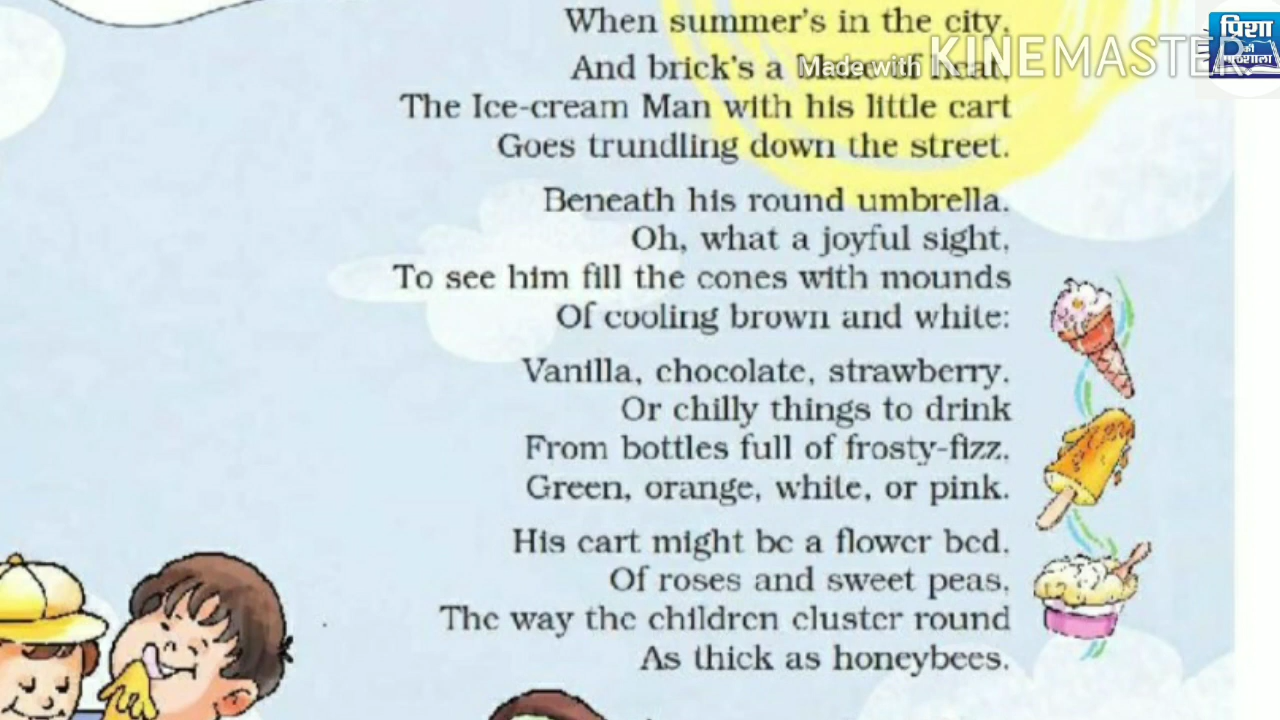 When summer's in the city,
And brick's a
The Ice-cream Man with his little cart
Goes trundling down the street.
Beneath his round umbrella.
Oh, what a joyful sight,
To see him fill the cones with mounds
Of cooling brown and white:
Vanilla, chocolate, strawberry.
Or chilly things to drink
From bottles full of frosty-fizz,
Green, orange, white, or pink.
His cart might be a flower bed.
Of roses and sweet peas,
The way the children cluster round
As thick as honeybees.
Made with KINEMASTER
प्रिशा
की
पाठशाला